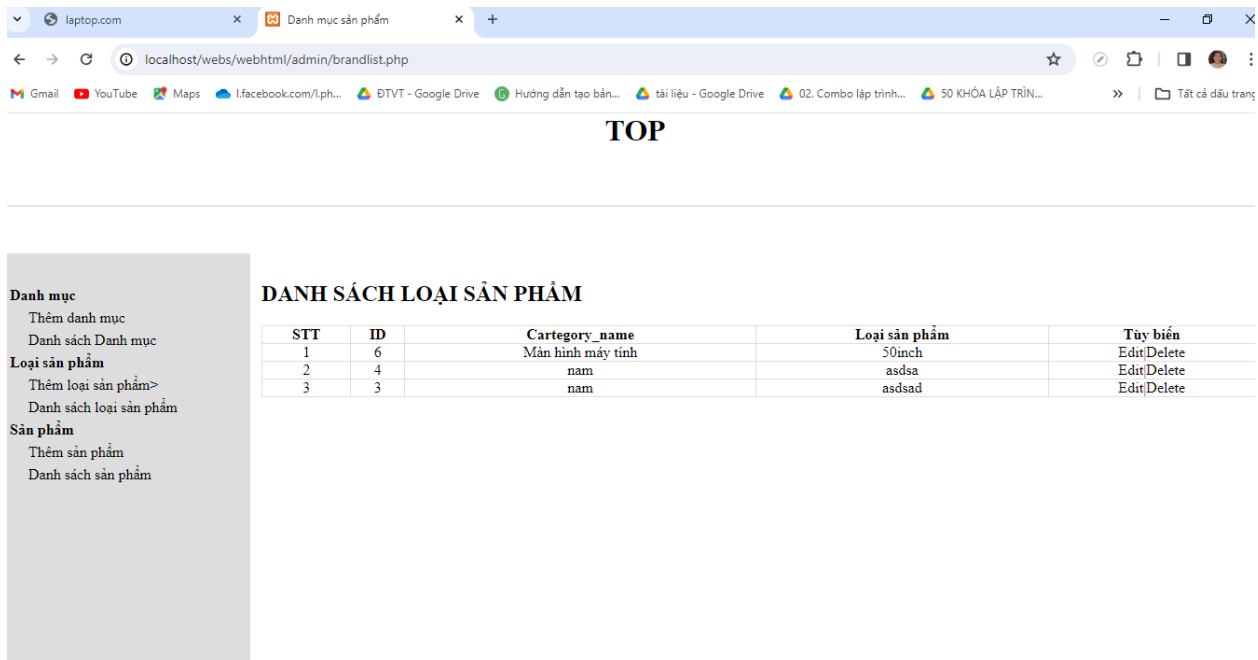 laptop.com
Danh mục sản phẩm
localhost/webs/webhtml/admin/brandlist.php
Gmail YouTube Maps l.facebook.com/l.ph... ĐTVT - Google Drive Hướng dẫn tạo bản... tài liệu - Google Drive 02. Combo lập trình... 50 KHÓA LẬP TRÌN... » Tất cả dấu trang
TOP
Danh mục
Thêm danh mục
Danh sách Danh mục
Loại sản phẩm
Thêm loại sản phẩm>
Danh sách loại sản phẩm
Sản phẩm
Thêm sản phẩm
Danh sách sản phẩm
DANH SÁCH LOẠI SẢN PHẨM
STT ID Cartegory_name Loại sản phẩm Tùy biến
1 6 Màn hình máy tính 50inch Edit|Delete
2 4 nam asdsa Edit|Delete
3 3 nam asdsad Edit|Delete